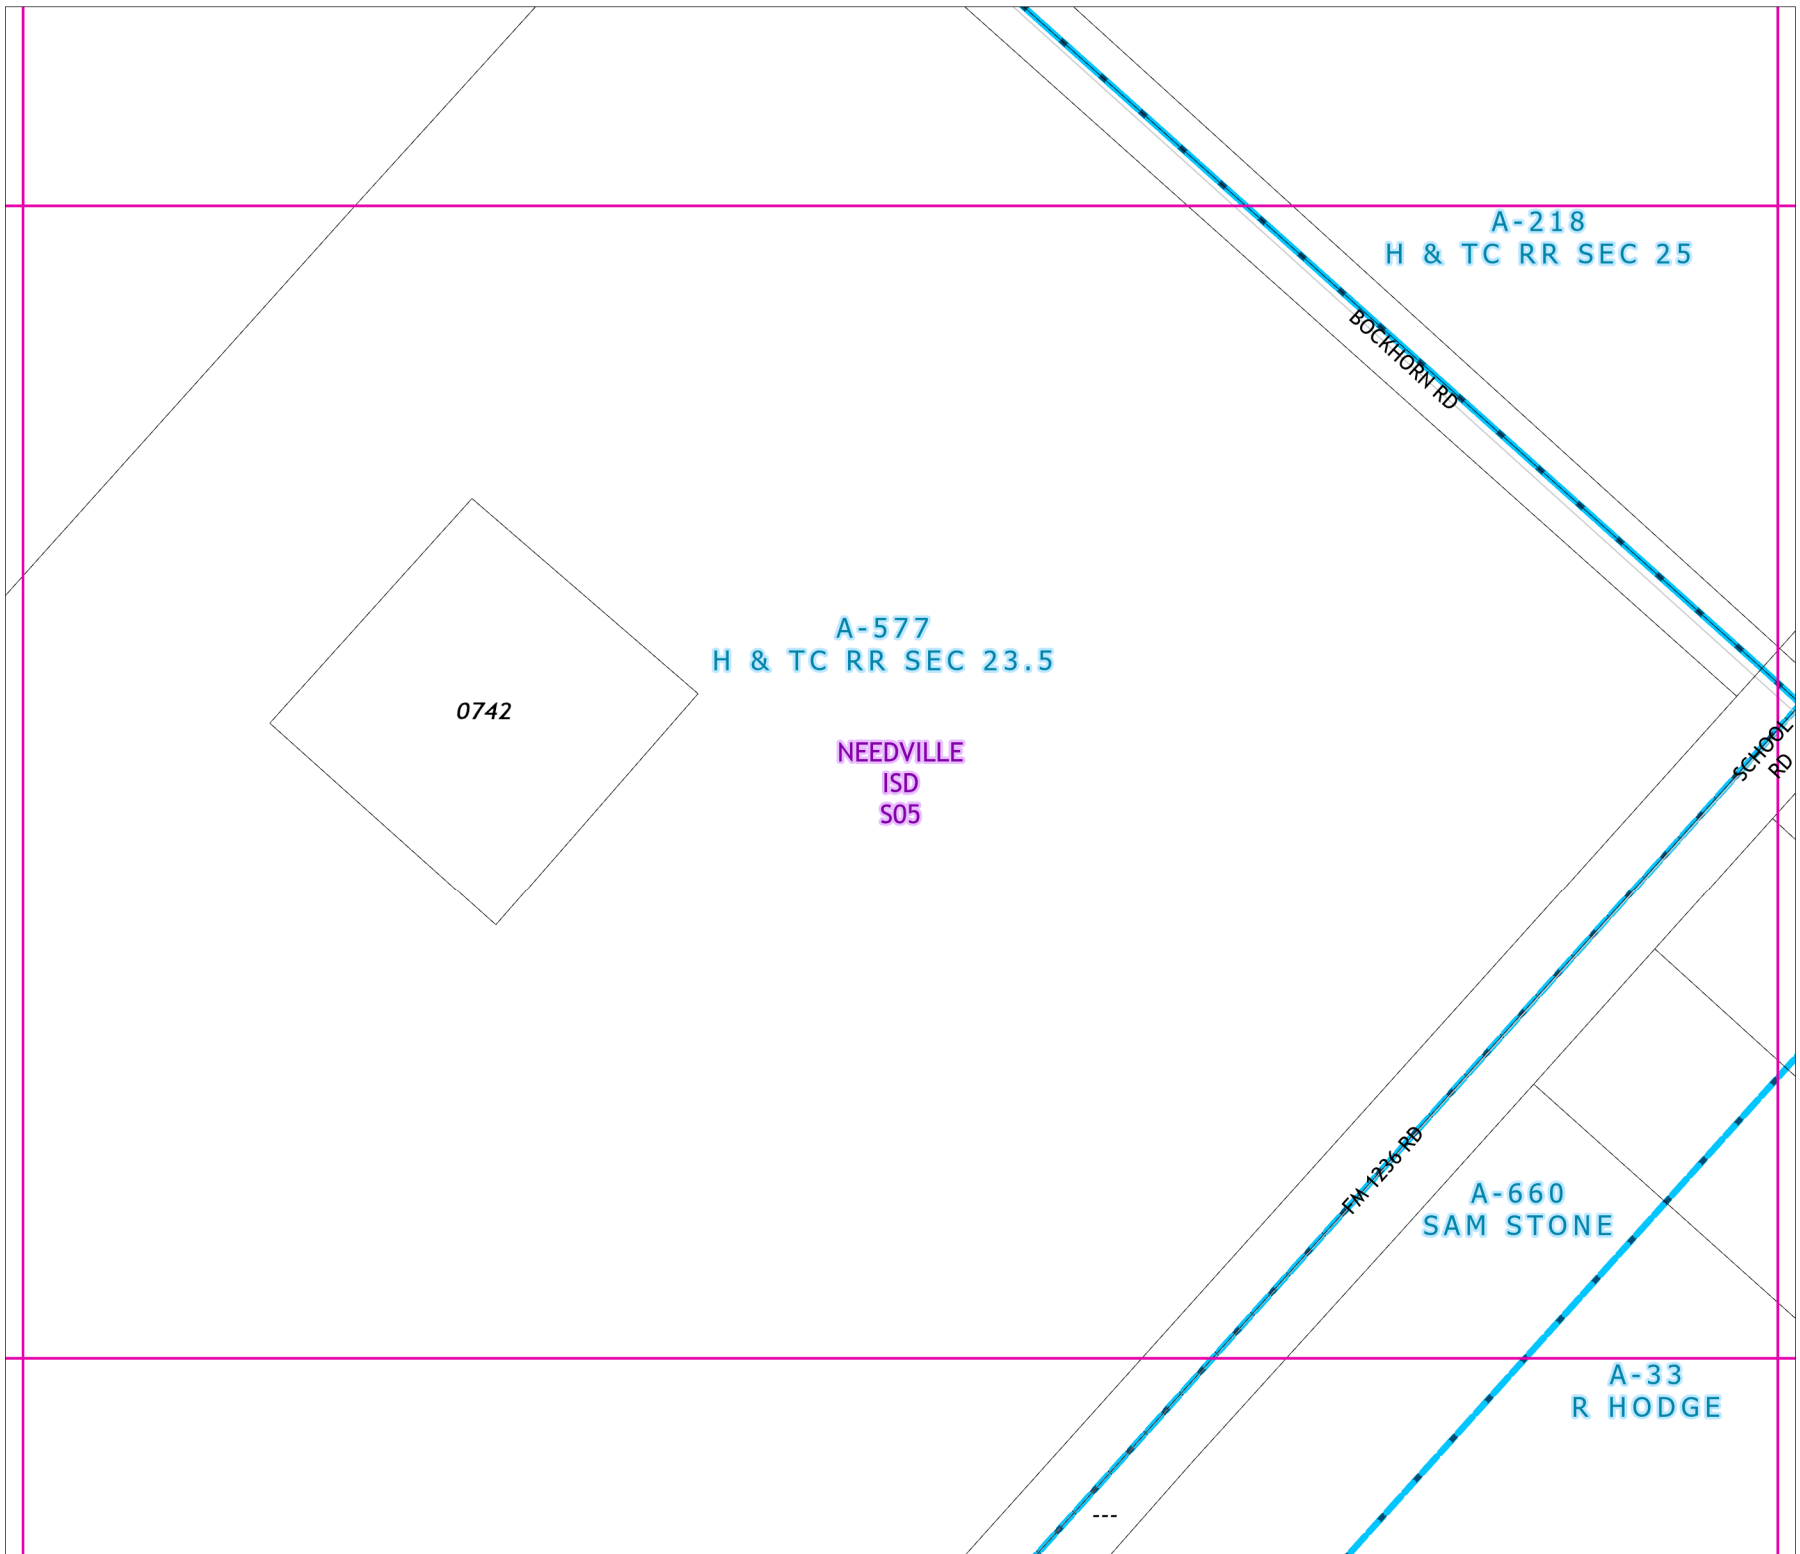 A-218
H & TC RR SEC 25
BOCKHORN RD
A-577
H & TC RR SEC 23.5
0742
NEEDVILLE
ISD
S05
SCHOOL
RD
FM 1236 RD
A-660
SAM STONE
A-33
R HODGE
---